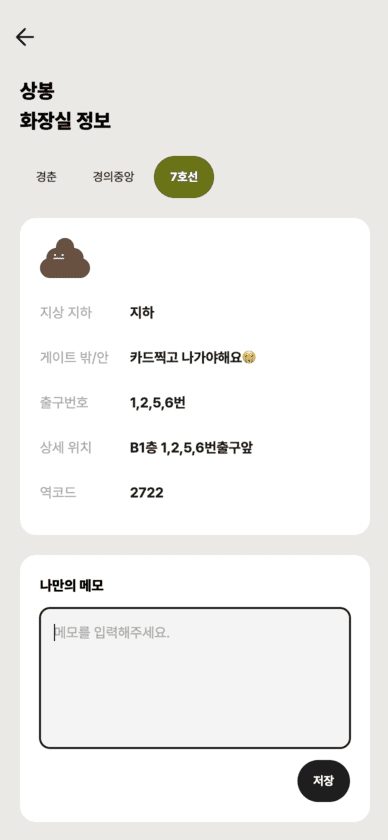 상봉
화장실 정보
경춘 경의중앙 7호선
지상 지하 지하
게이트 밖/안 카드찍고 나가야해요😭
출구번호 1,2,5,6번
상세 위치 B1층 1,2,5,6번출구앞
역코드 2722
나만의 메모
메모를 입력해주세요.
저장